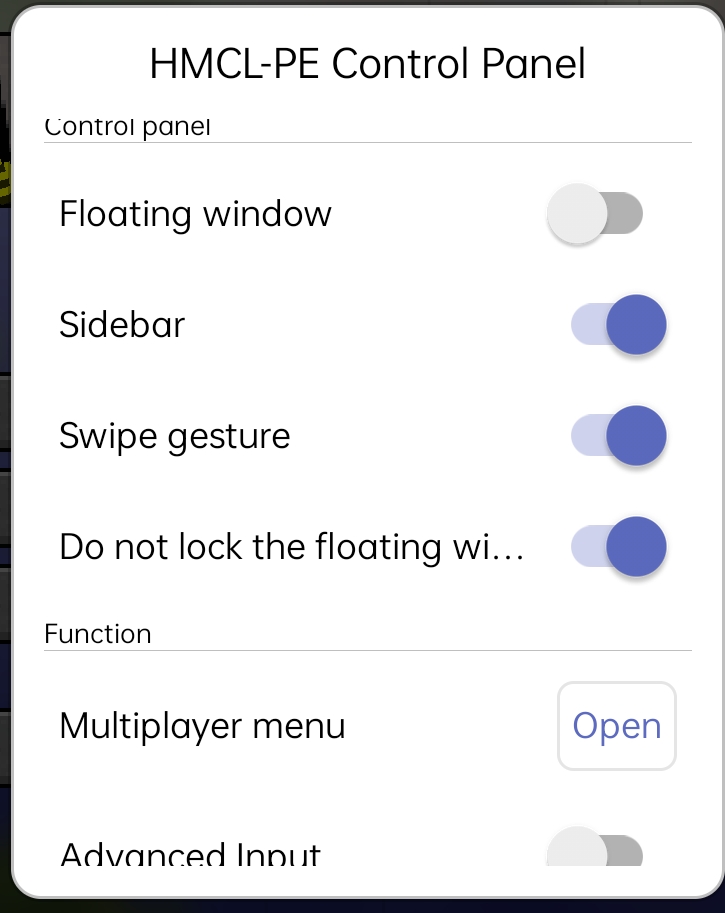 HMCL-PE Control Panel
Control panel
Floating window
Sidebar
Swipe gesture
Do not lock the floating wi...
Function
Multiplayer menu
Open
Advanced Input